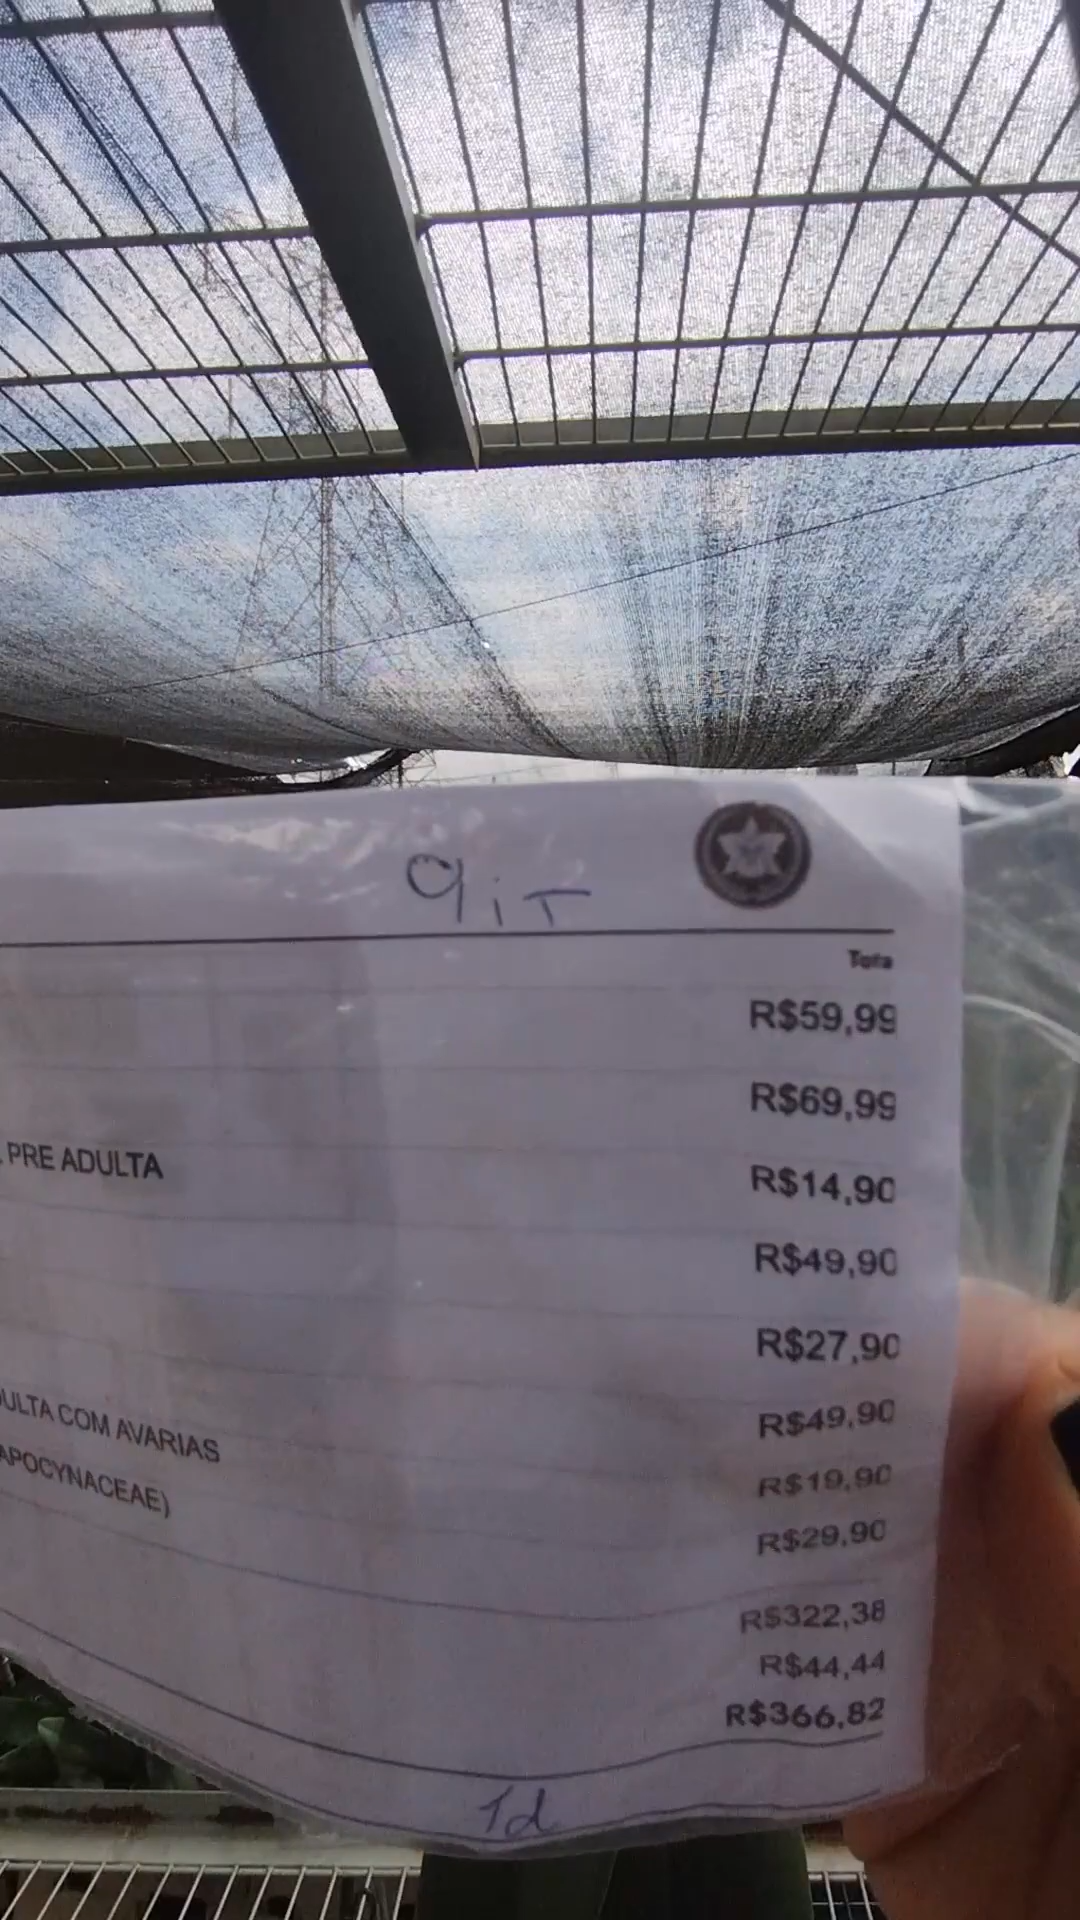 9iT
Tota
R$59,99
R$69,99
PRE ADULTA R$14,90
R$49,90
R$27,90
ULTA COM AVARIAS R$49,90
APOCYNACEAE) R$19,90
R$29,90
R$322,38
R$44,44
R$366,82
1d